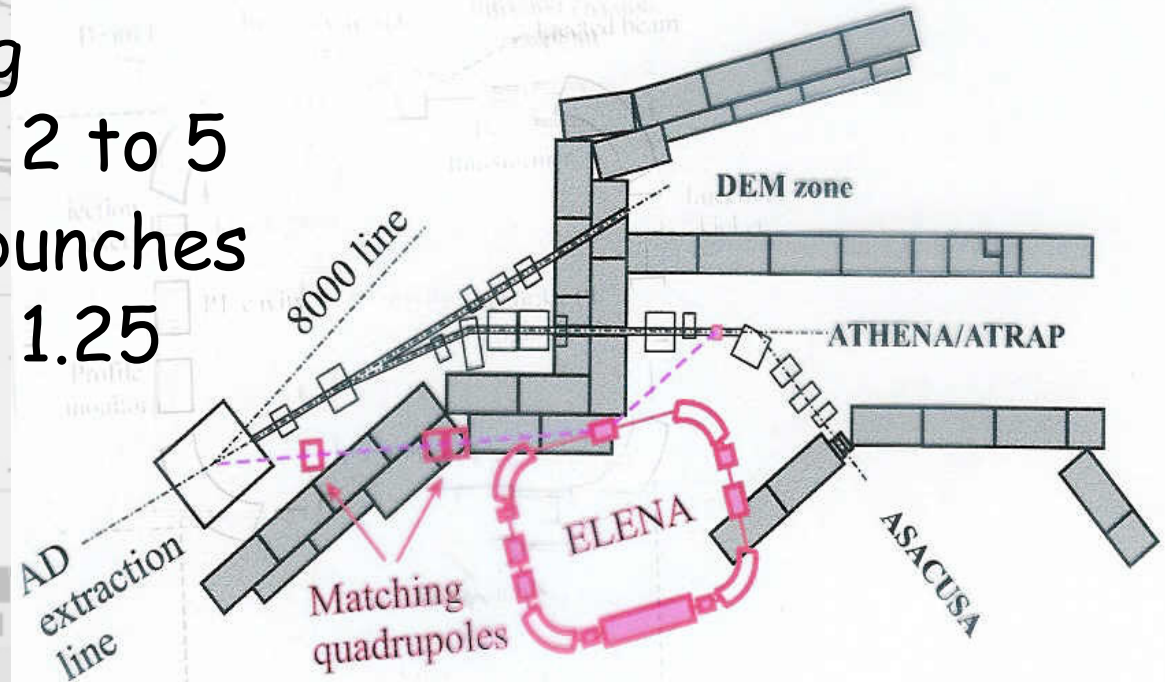 g
2 to 5
bunches
1.25
8000 line
DEM zone
ATHENA/ATRAP
ELENA
ASACUSA
AD
extraction
line
Matching
quadrupoles